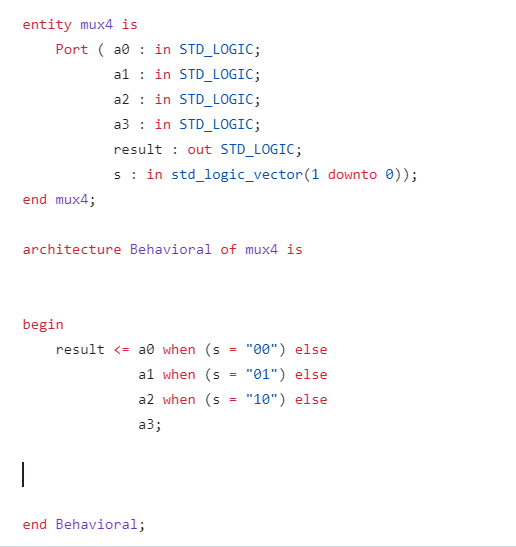 entity mux4 is
Port ( a0 : in STD_LOGIC;
a1 : in STD_LOGIC;
a2 : in STD_LOGIC;
a3 : in STD_LOGIC;
result : out STD_LOGIC;
s : in std_logic_vector(1 downto 0));
end mux4;
architecture Behavioral of mux4 is
begin
result <= a0 when (s = "00") else
a1 when (s = "01") else
a2 when (s = "10") else
a3;
end Behavioral;